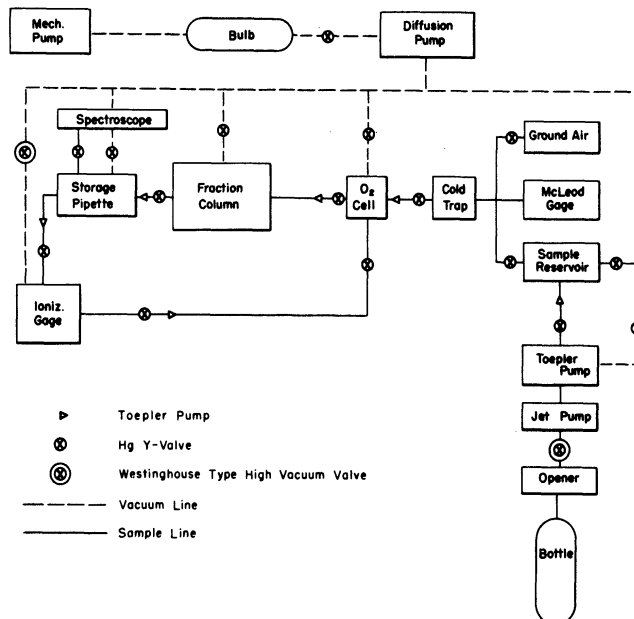 Mech.
Pump
Bulb
Diffusion
Pump
Spectroscope
Ground Air
Storage
Pipette
Fraction
Column
O₂
Cell
Cold
Trap
McLeod
Gage
Sample
Reservoir
Ioniz.
Gage
Toepler
Pump
Jet Pump
Opener
Bottle
Toepler Pump
Hg Y-Valve
Westinghouse Type High Vacuum Valve
Vacuum Line
Sample Line